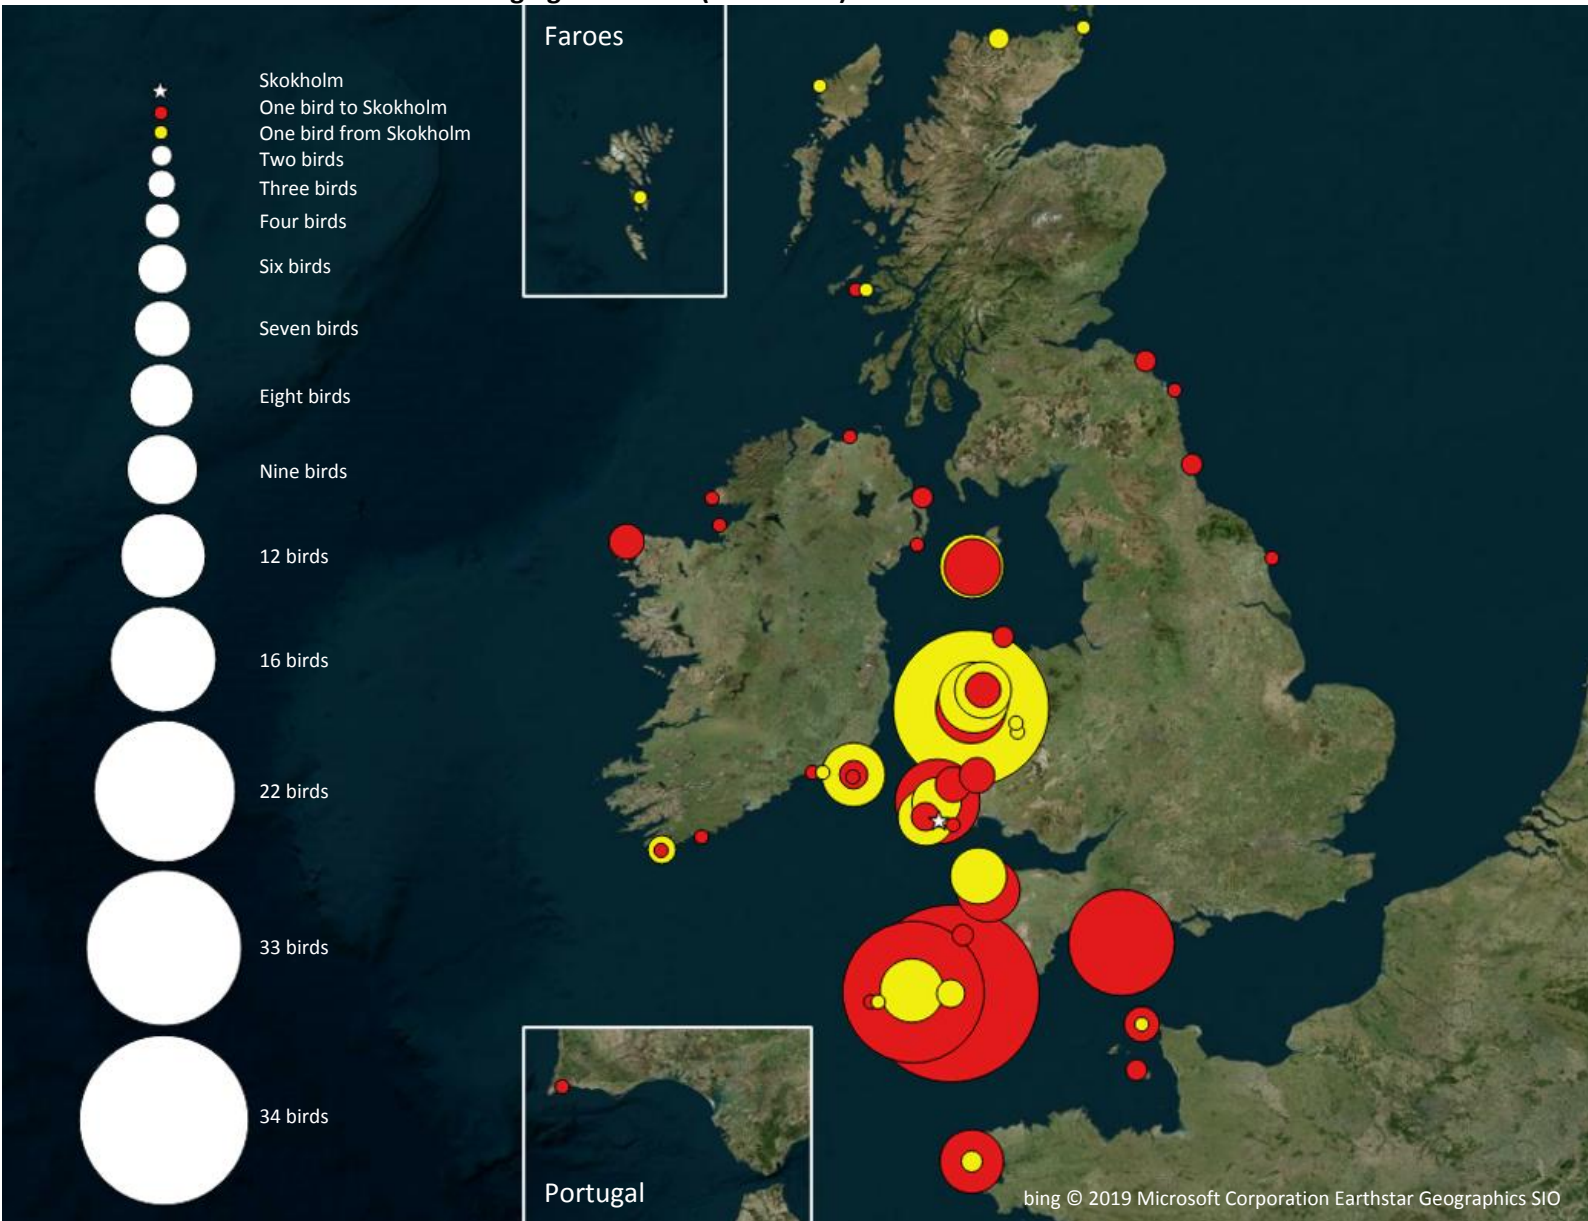 Faroes
Skokholm
One bird to Skokholm
One bird from Skokholm
Two birds
Three birds
Four birds
Six birds
Seven birds
Eight birds
Nine birds
12 birds
16 birds
22 birds
33 birds
34 birds
Portugal
bing © 2019 Microsoft Corporation Earthstar Geographics SIO